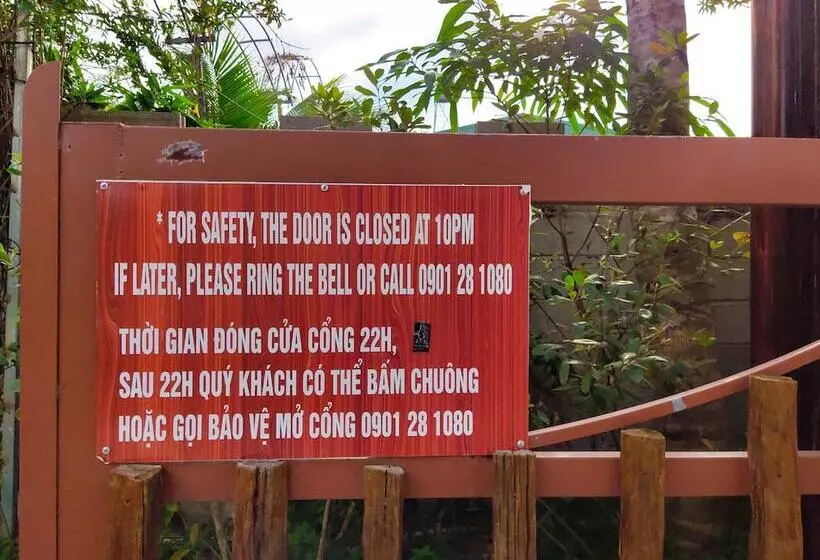 * FOR SAFETY, THE DOOR IS CLOSED AT 10PM
IF LATER, PLEASE RING THE BELL OR CALL 0901 28 1080
THỜI GIAN ĐÓNG CỬA CỔNG 22H,
SAU 22H QUÝ KHÁCH CÓ THỂ BẤM CHUÔNG
HOẶC GỌI BẢO VỆ MỞ CỔNG 0901 28 1080